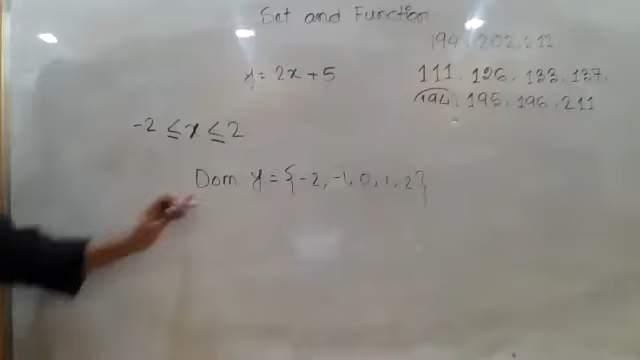 Set and Function
194, 202, 211
y = 2x + 5
111, 126, 133, 137,
194, 195, 196, 211
-2 ≤ x ≤ 2
Dom y = {-2, -1, 0, 1, 2}